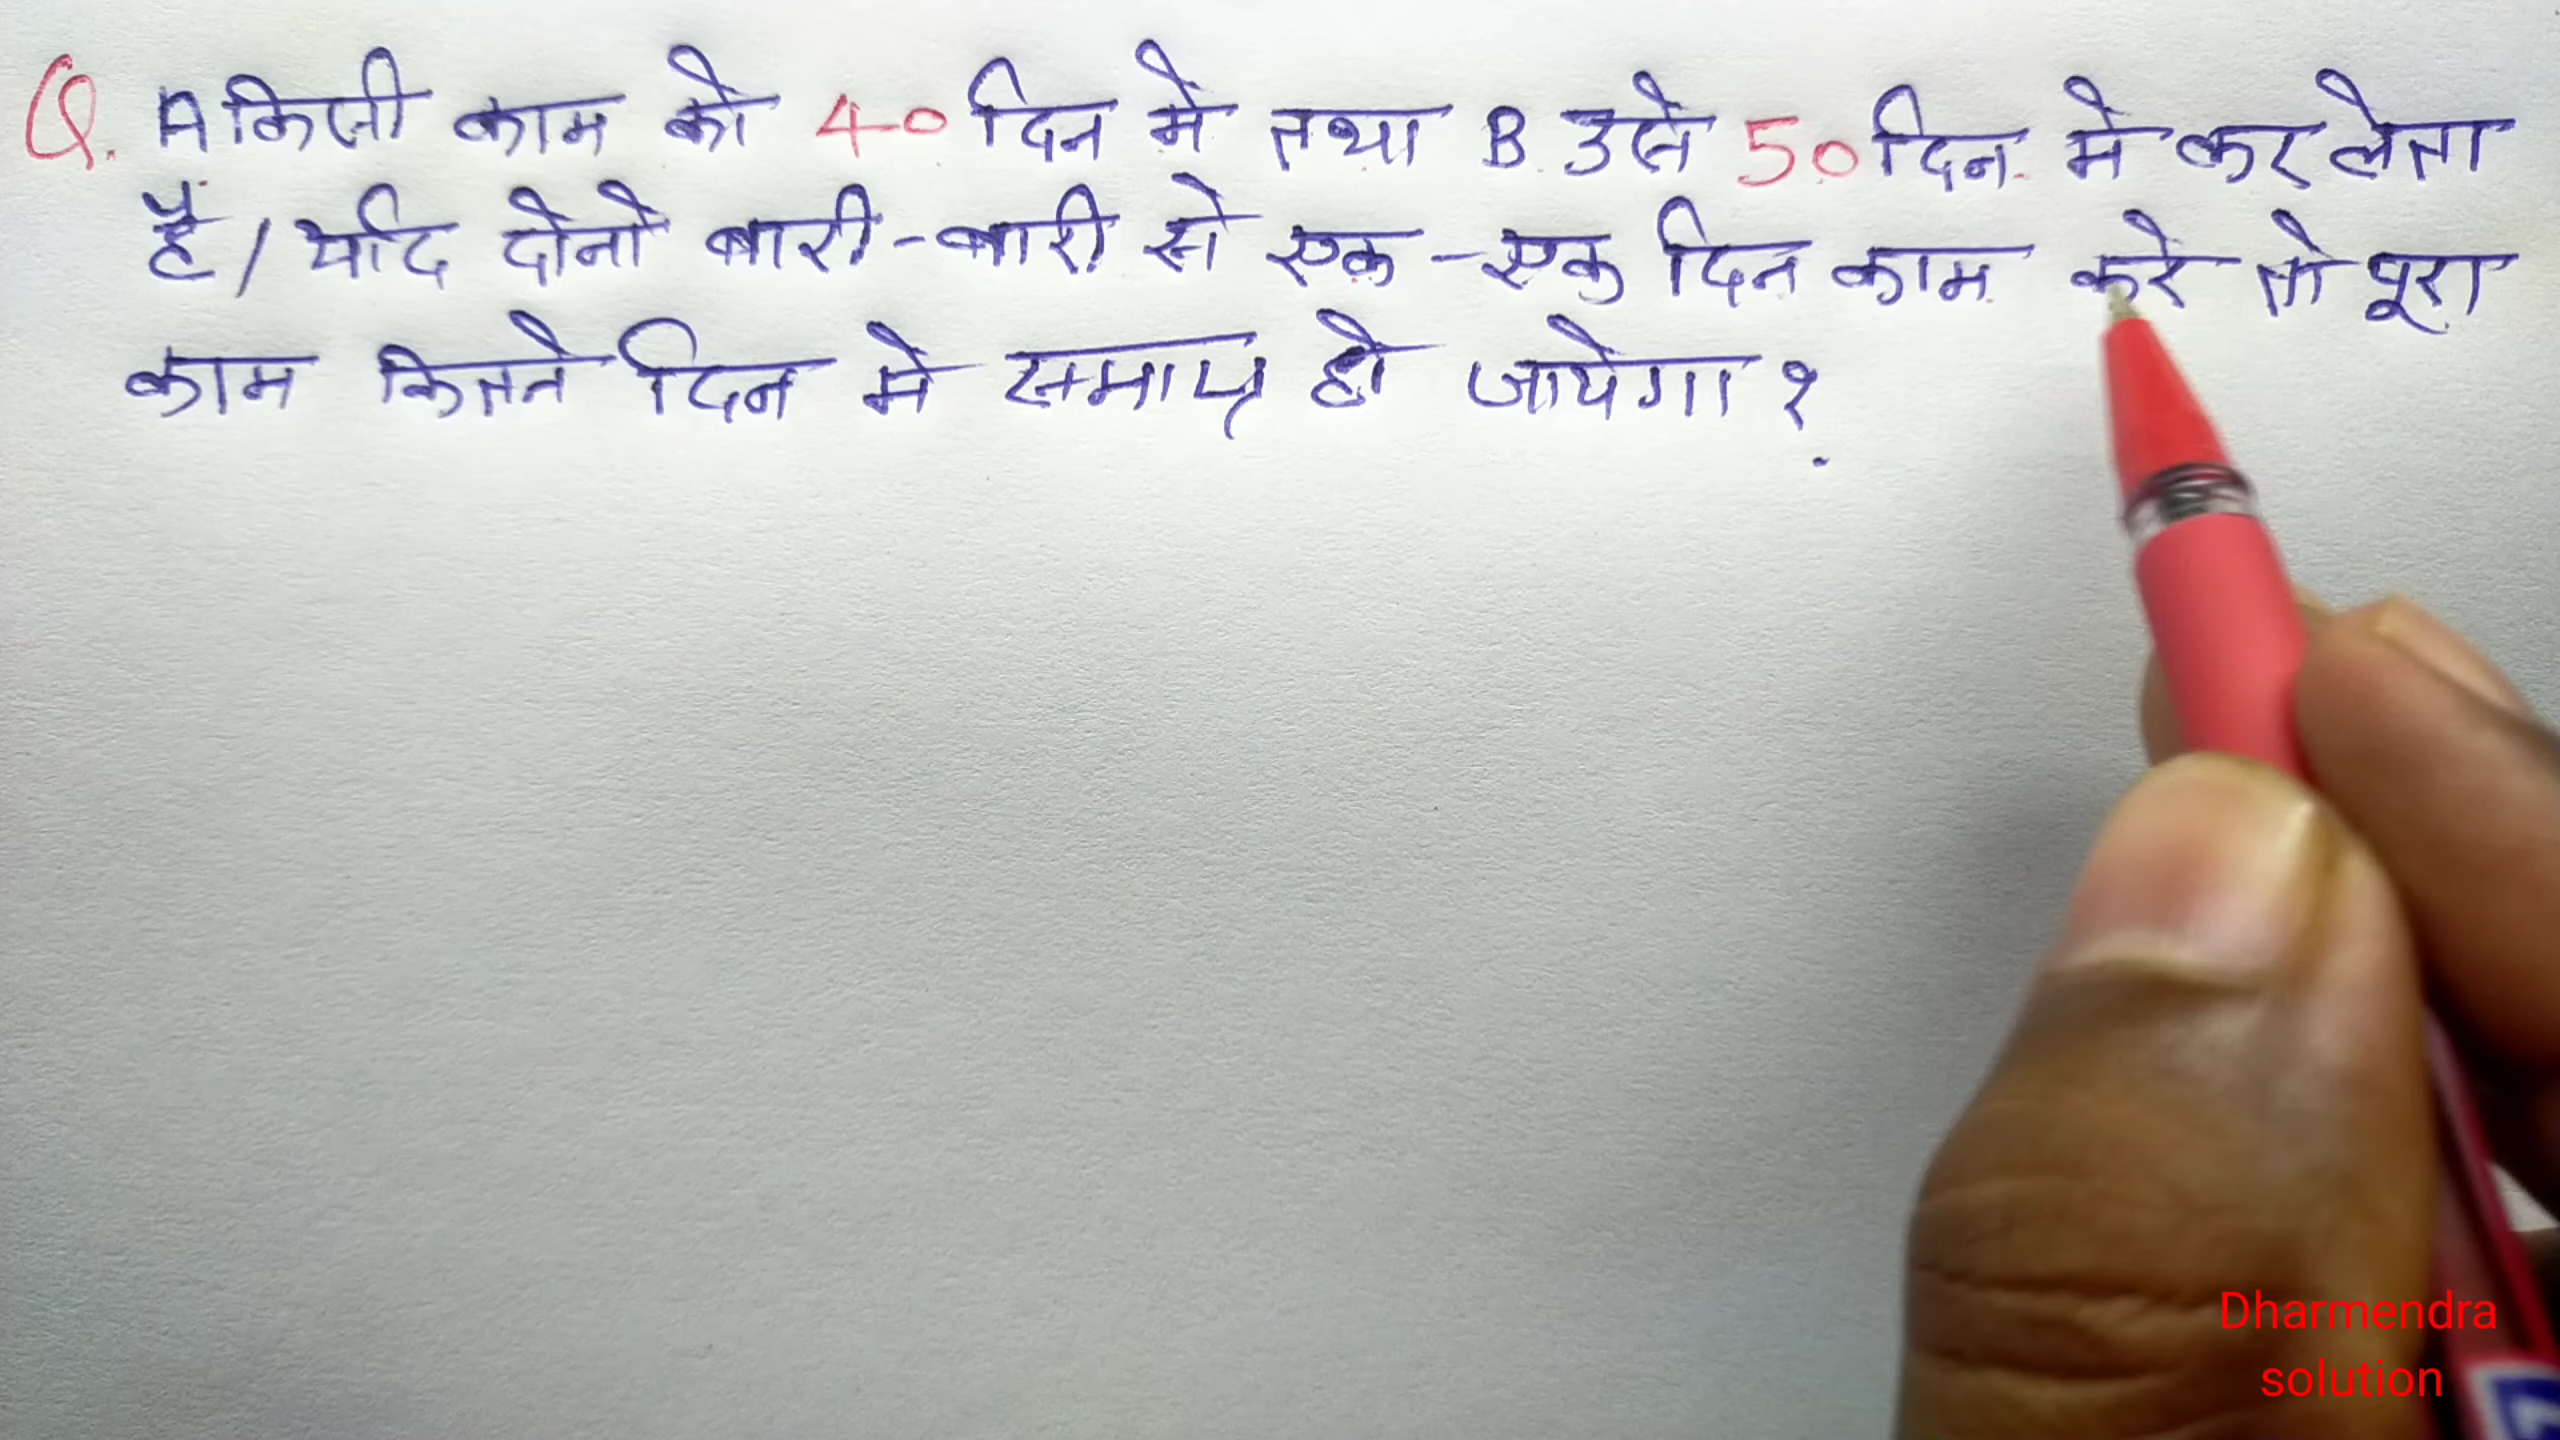 Q. A किसी काम को 40 दिन मे तथा B उसे 50 दिन मे कर लेता
है / यदि दोनो बारी-बारी से एक-एक दिन काम करे तो पूरा
काम कितने दिन मे समाप्त हो जायेगा ?
Dharmendra
solution